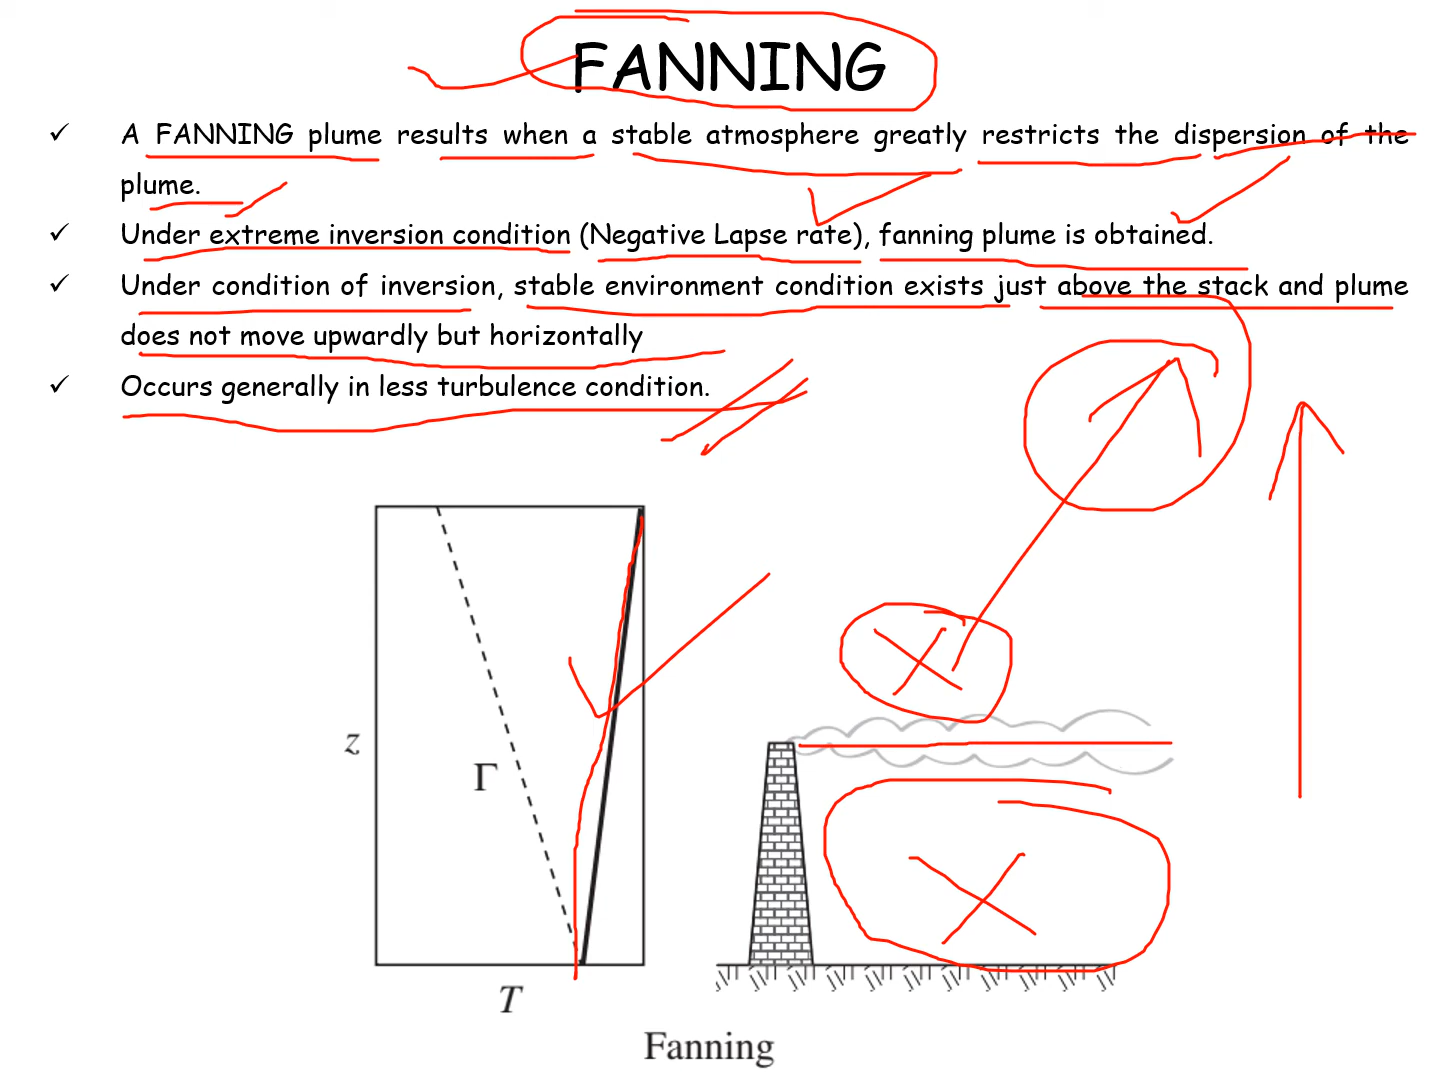 FANNING
✓ A FANNING plume results when a stable atmosphere greatly restricts the dispersion of the
plume.
✓ Under extreme inversion condition (Negative Lapse rate), fanning plume is obtained.
✓ Under condition of inversion, stable environment condition exists just above the stack and plume
does not move upwardly but horizontally
✓ Occurs generally in less turbulence condition.
z
Γ
T
Fanning